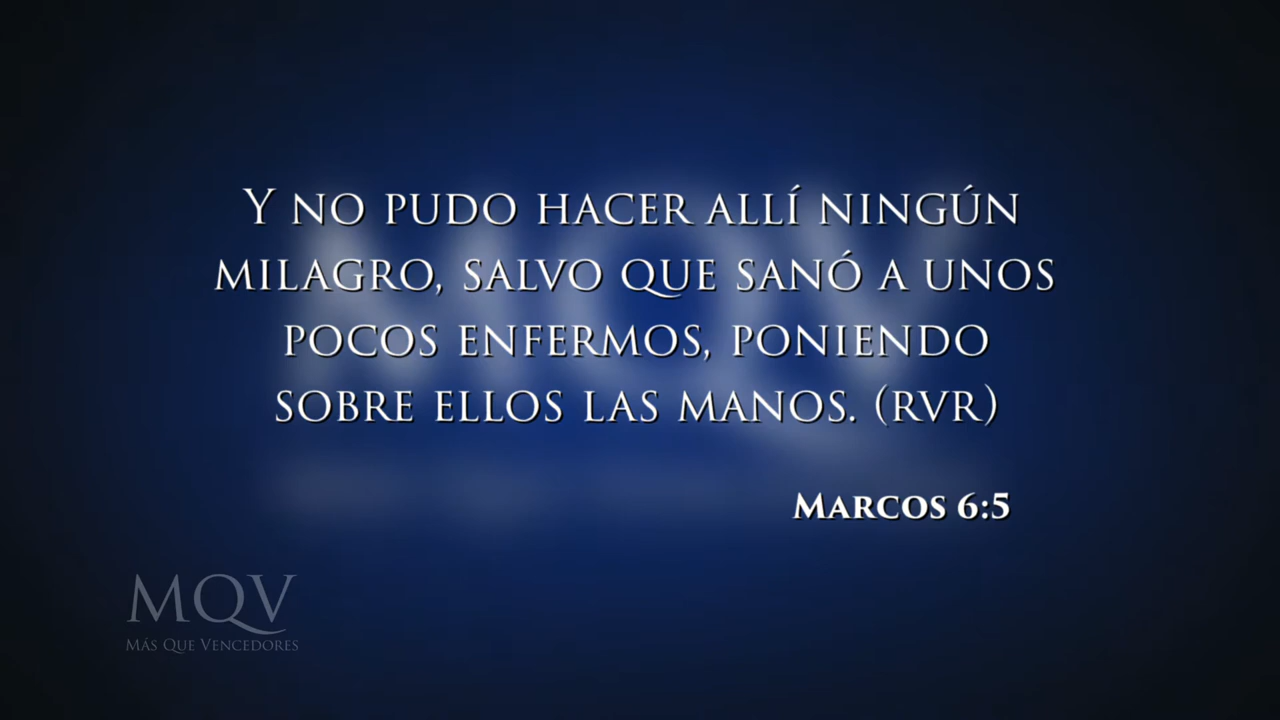 Y NO PUDO HACER ALLÍ NINGÚN
MILAGRO, SALVO QUE SANÓ A UNOS
POCOS ENFERMOS, PONIENDO
SOBRE ELLOS LAS MANOS. (RVR)
MARCOS 6:5
MQV
MÁS QUE VENCEDORES